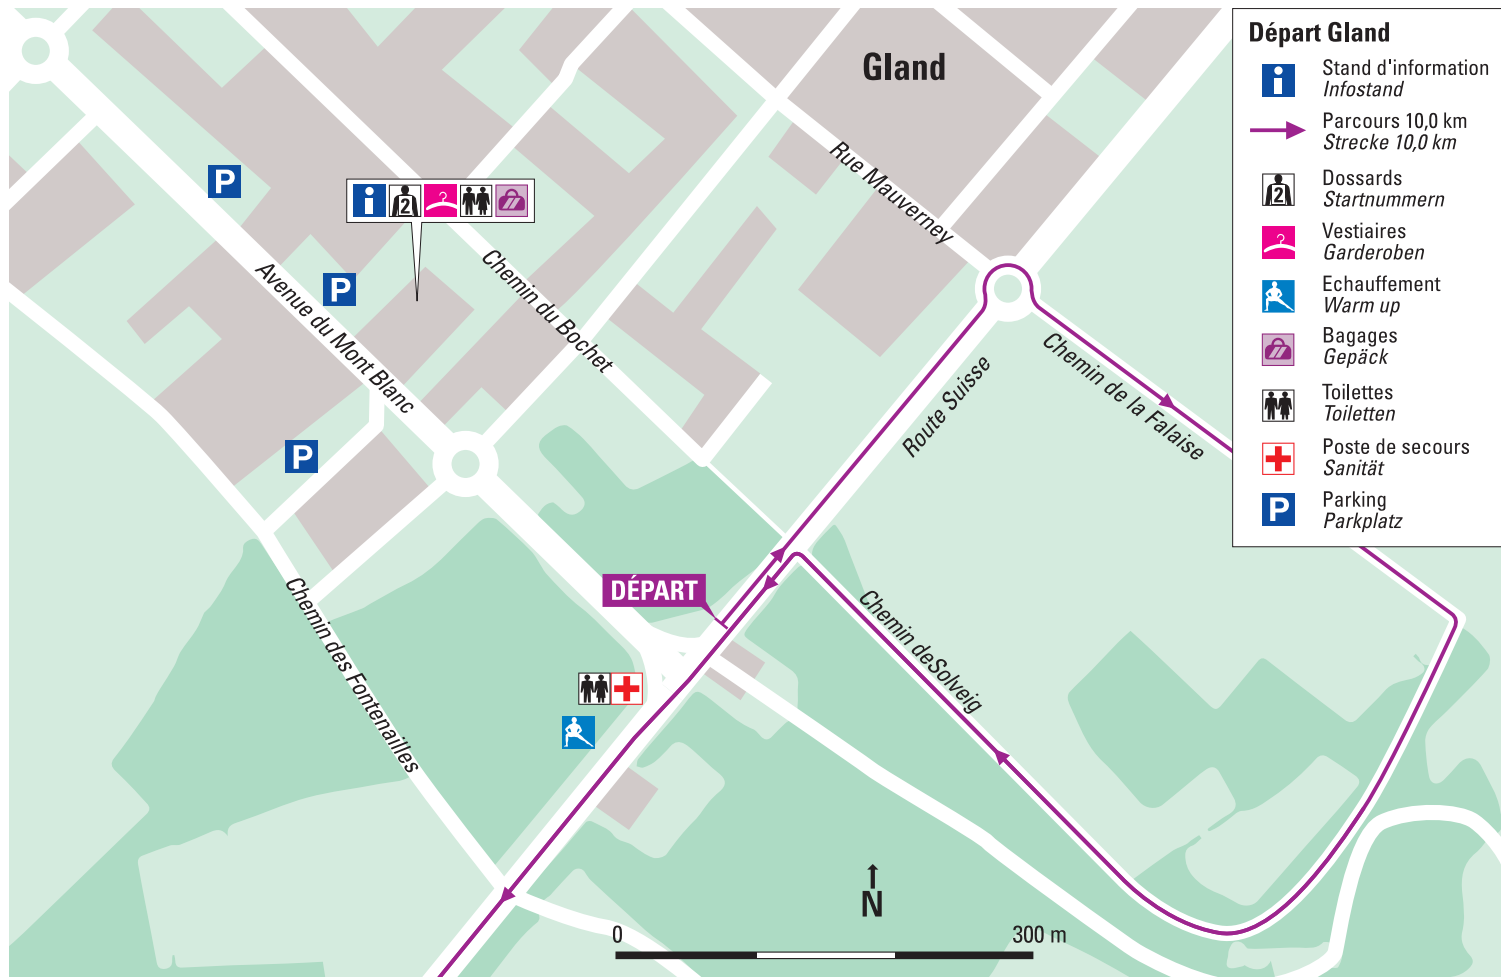 Gland
Départ Gland
Stand d'information
Infostand
Parcours 10,0 km
Strecke 10,0 km
2
Dossards
Startnummern
Vestiaires
Garderoben
Echauffement
Warm up
Bagages
Gepäck
Toilettes
Toiletten
Poste de secours
Sanität
P
Parking
Parkplatz
P
i 2
P
P
Rue Mauverney
Avenue du Mont Blanc
Chemin du Bochet
Route Suisse
Chemin de la Falaise
DÉPART
Chemin des Fontenailles
Chemin deSolveig
N
0 300 m